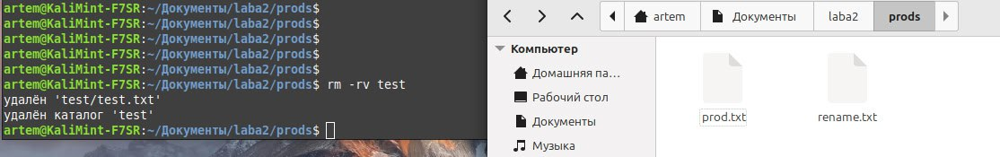 artem@KaliMint-F7SR:~/Документы/laba2/prods$
artem@KaliMint-F7SR:~/Документы/laba2/prods$
artem@KaliMint-F7SR:~/Документы/laba2/prods$
artem@KaliMint-F7SR:~/Документы/laba2/prods$
artem@KaliMint-F7SR:~/Документы/laba2/prods$
artem@KaliMint-F7SR:~/Документы/laba2/prods$ rm -rv test
удалён 'test/test.txt'
удалён каталог 'test'
artem@KaliMint-F7SR:~/Документы/laba2/prods$
artem Документы laba2 prods
Компьютер
Домашняя па...
Рабочий стол
Документы
Музыка
prod.txt
rename.txt